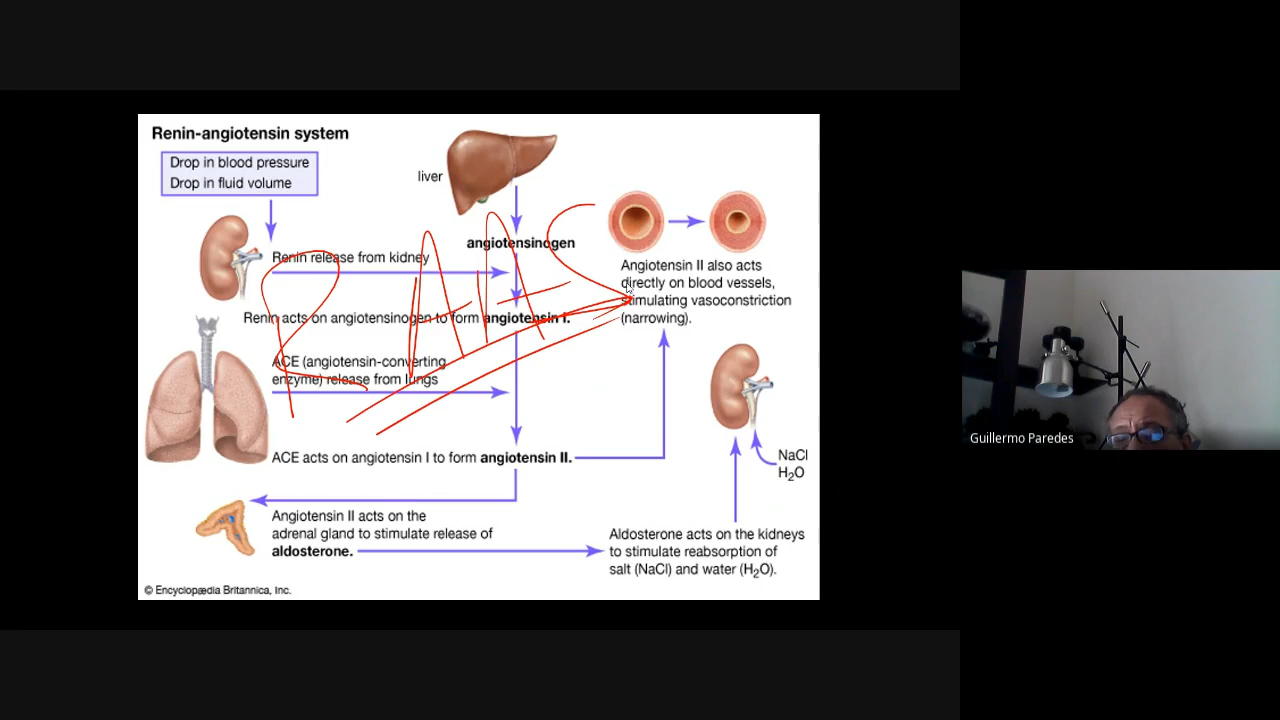 Renin-angiotensin system
Drop in blood pressure
Drop in fluid volume
liver
angiotensinogen
Renin release from kidney
Renin acts on angiotensinogen to form angiotensin I.
RAAS
ACE (angiotensin-converting
enzyme) release from lungs
ACE acts on angiotensin I to form angiotensin II.
Angiotensin II also acts
directly on blood vessels,
stimulating vasoconstriction
(narrowing).
NaCl
H₂O
Angiotensin II acts on the
adrenal gland to stimulate release of
aldosterone.
Aldosterone acts on the kidneys
to stimulate reabsorption of
salt (NaCl) and water (H₂O).
© Encyclopædia Britannica, Inc.
Guillermo Paredes